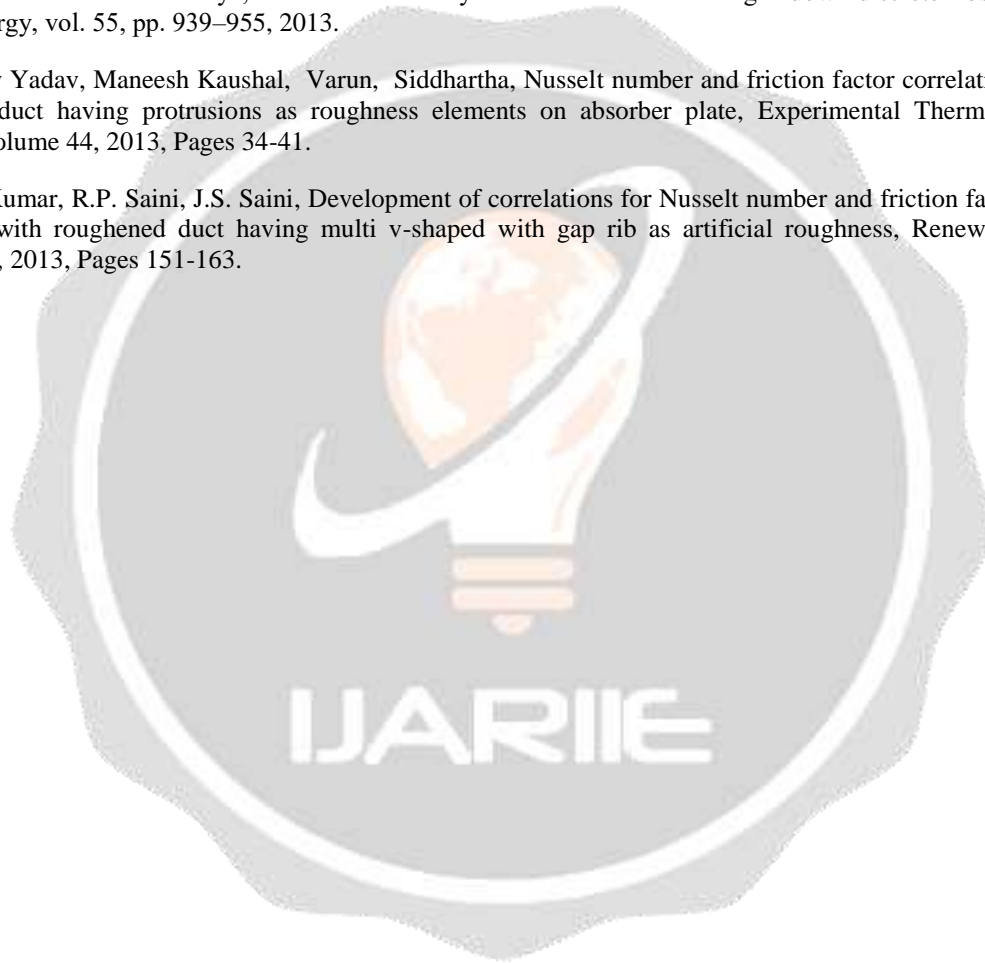 ergy, vol. 55, pp. 939–955, 2013.
Yadav, Maneesh Kaushal, Varun, Siddhartha, Nusselt number and friction factor correlati
duct having protrusions as roughness elements on absorber plate, Experimental Therm
olume 44, 2013, Pages 34-41.
Kumar, R.P. Saini, J.S. Saini, Development of correlations for Nusselt number and friction fa
with roughened duct having multi v-shaped with gap rib as artificial roughness, Renew
, 2013, Pages 151-163.
IJARIIE